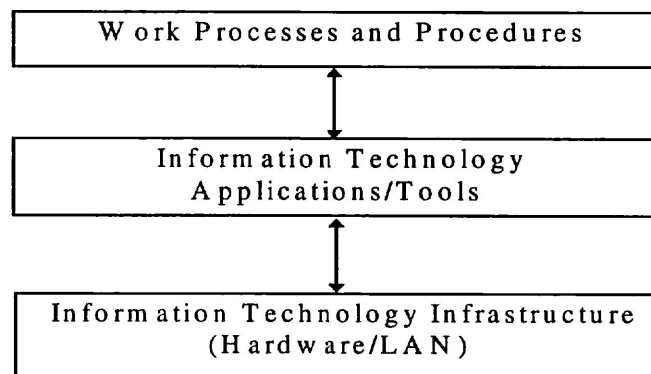 Work Processes and Procedures
Information Technology
Applications/Tools
Information Technology Infrastructure
(Hardware/LAN)